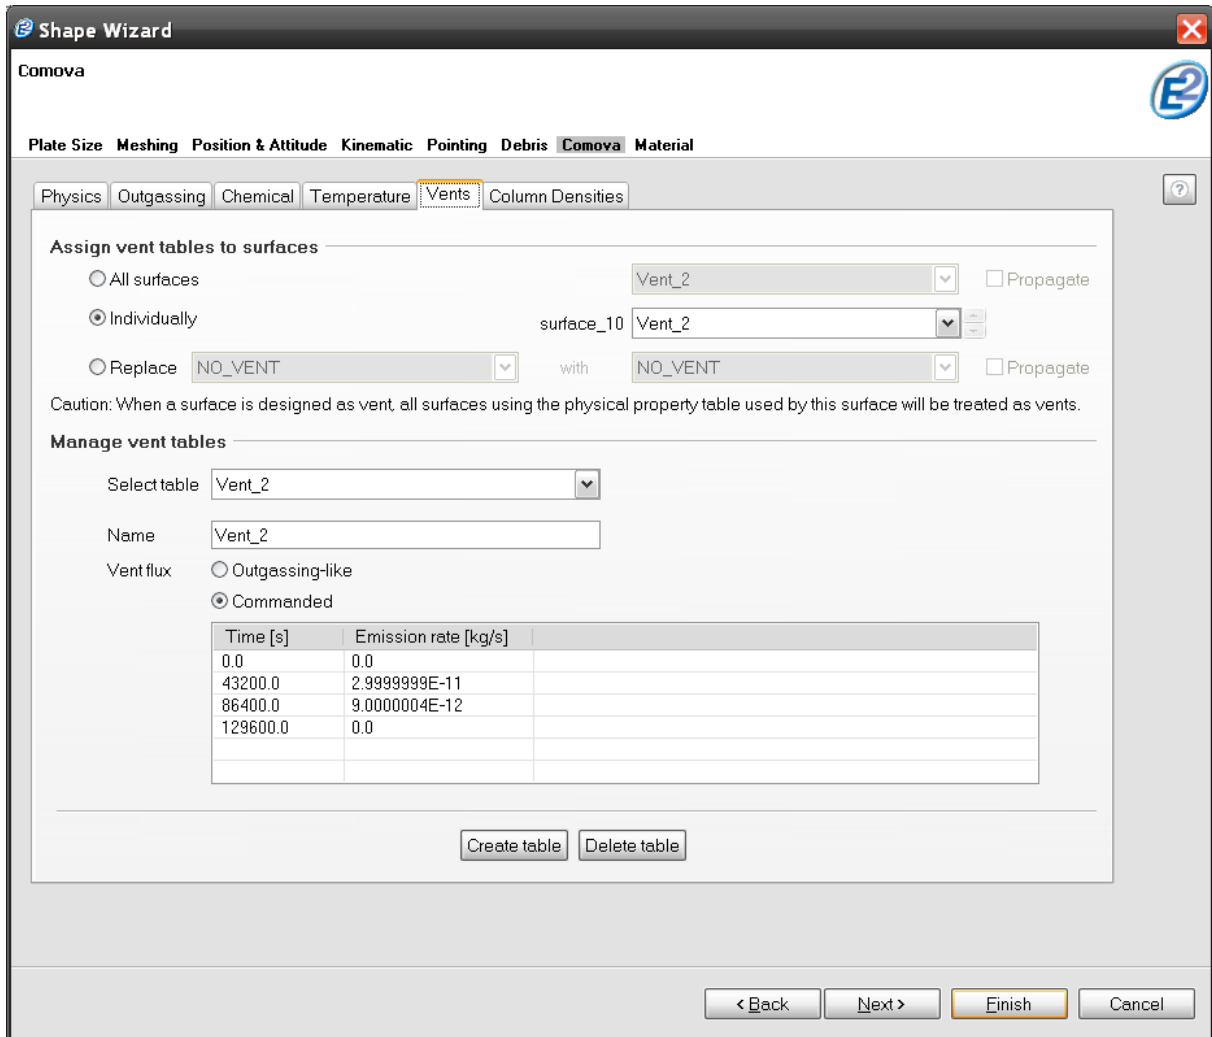 Shape Wizard
Comova
E2
Plate Size Meshing Position & Attitude Kinematic Pointing Debris Comova Material
Physics Outgassing Chemical Temperature Vents Column Densities ?
Assign vent tables to surfaces
All surfaces Vent_2 Propagate
Individually surface_10 Vent_2
Replace NO_VENT with NO_VENT Propagate
Caution: When a surface is designed as vent, all surfaces using the physical property table used by this surface will be treated as vents.
Manage vent tables
Select table Vent_2
Name Vent_2
Vent flux Outgassing-like
Commanded
Time [s] Emission rate [kg/s]
0.0 0.0
43200.0 2.9999999E-11
86400.0 9.0000004E-12
129600.0 0.0
Create table Delete table
< Back Next > Finish Cancel